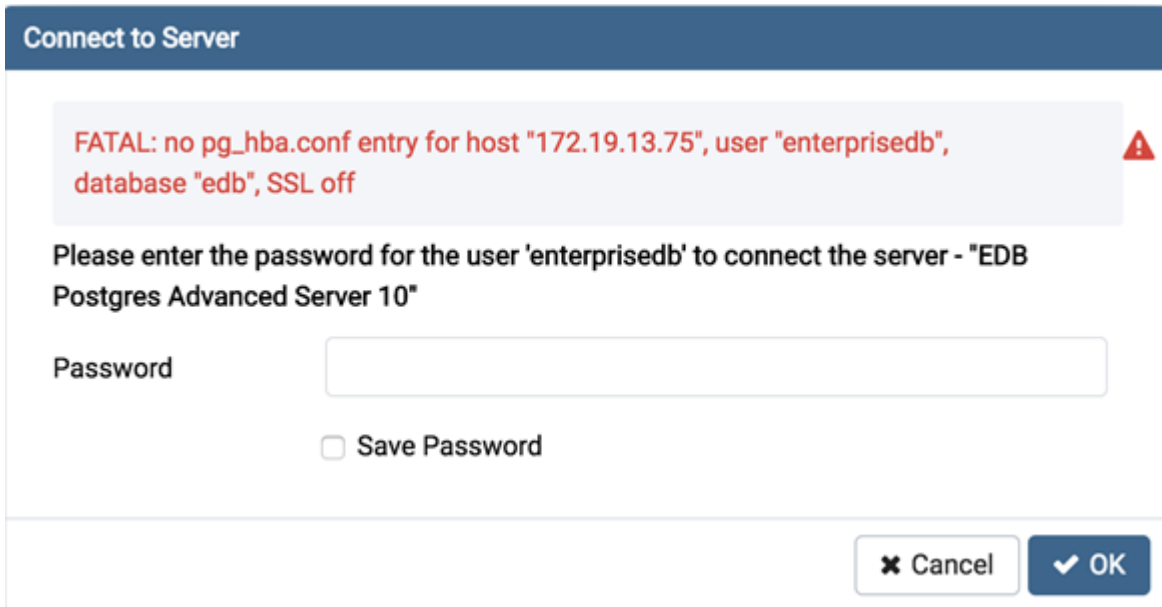 Connect to Server
FATAL: no pg_hba.conf entry for host "172.19.13.75", user "enterprisedb",
database "edb", SSL off
Please enter the password for the user 'enterprisedb' to connect the server - "EDB
Postgres Advanced Server 10"
Password
Save Password
Cancel
OK